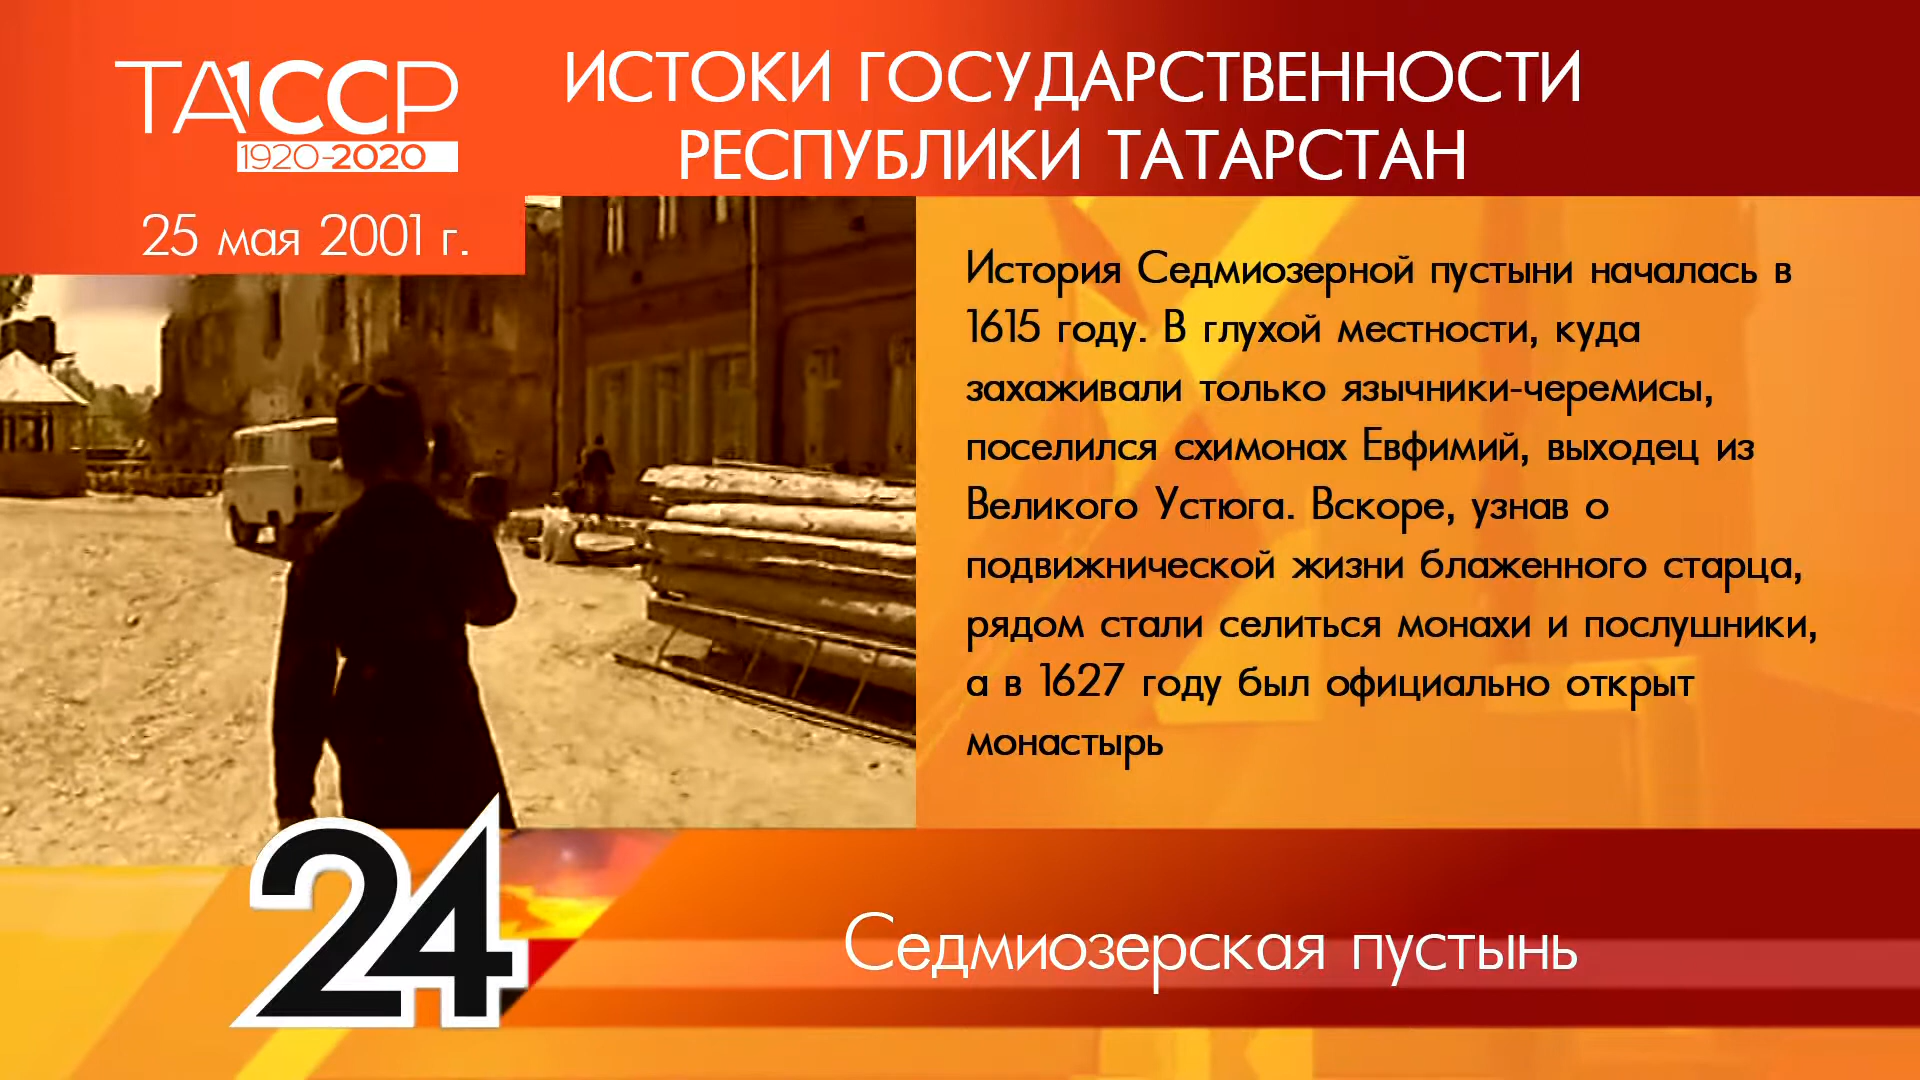 ТА1ССР
1920-2020
ИСТОКИ ГОСУДАРСТВЕННОСТИ
РЕСПУБЛИКИ ТАТАРСТАН
25 мая 2001 г.
История Седмиозерной пустыни началась в
1615 году. В глухой местности, куда
захаживали только язычники-черемисы,
поселился схимонах Евфимий, выходец из
Великого Устюга. Вскоре, узнав о
подвижнической жизни блаженного старца,
рядом стали селиться монахи и послушники,
а в 1627 году был официально открыт
монастырь
24
Седмиозерская пустынь